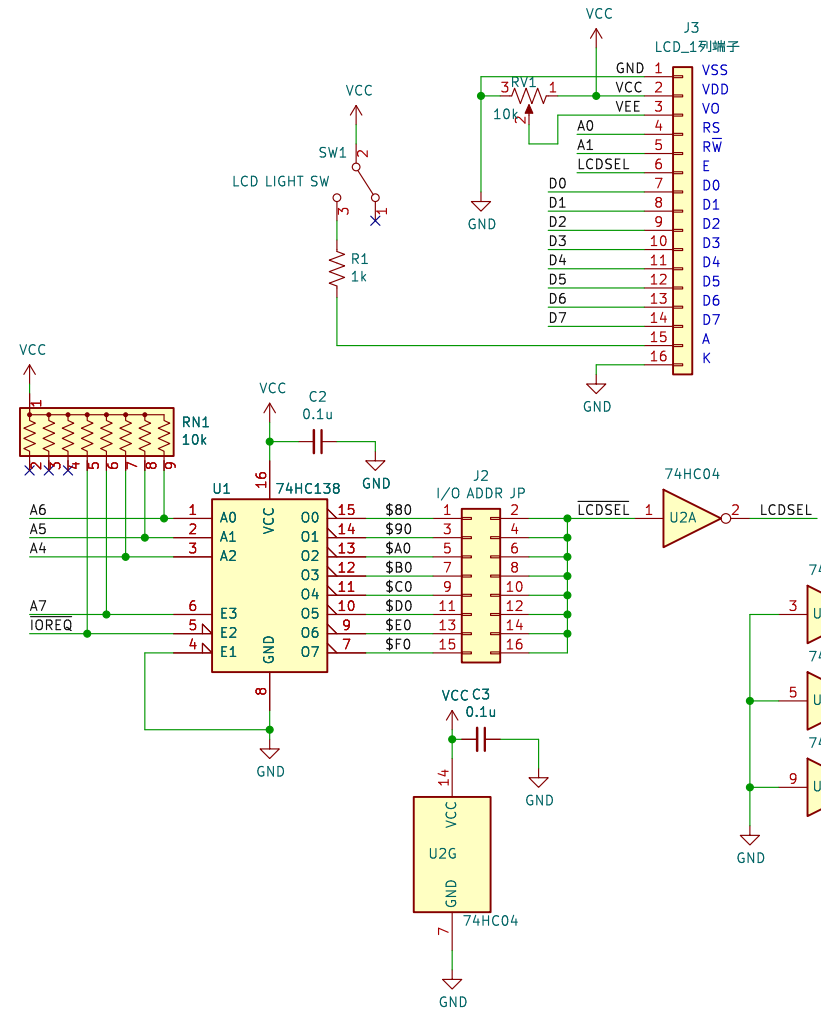 VCC
J3
LCD_1列端子
GND 1 VSS
RV1
3 1 VCC 2 VDD
10k 2 VEE 3 VO
A0 4 RS
A1 5 RW
LCDSEL 6 E
D0 7 D0
D1 8 D1
D2 9 D2
D3 10 D3
D4 11 D4
D5 12 D5
D6 13 D6
D7 14 D7
15 A
16 K
GND
GND
VCC
SW1 2
LCD LIGHT SW
3 1
R1
1k
VCC
1
RN1
10k
2 3 4 5 6 7 8 9
VCC
C2
0.1u
GND
16
U1 74HC138
VCC
A6 1 A0 O0 15 $80
A5 2 A1 O1 14 $90
A4 3 A2 O2 13 $A0
O3 12 $B0
O4 11 $C0
A7 6 E3 O5 10 $D0
IOREQ 5 E2 O6 9 $E0
4 E1 O7 7 $F0
GND
8
GND
J2
I/O ADDR JP
1 2
3 4
5 6
7 8
9 10
11 12
13 14
15 16
74HC04
LCDSEL 1 U2A 2 LCDSEL
74
3 U
74
5 U
74
9 U
GND
VCC C3
0.1u
GND
14
VCC
U2G
GND
74HC04
7
GND